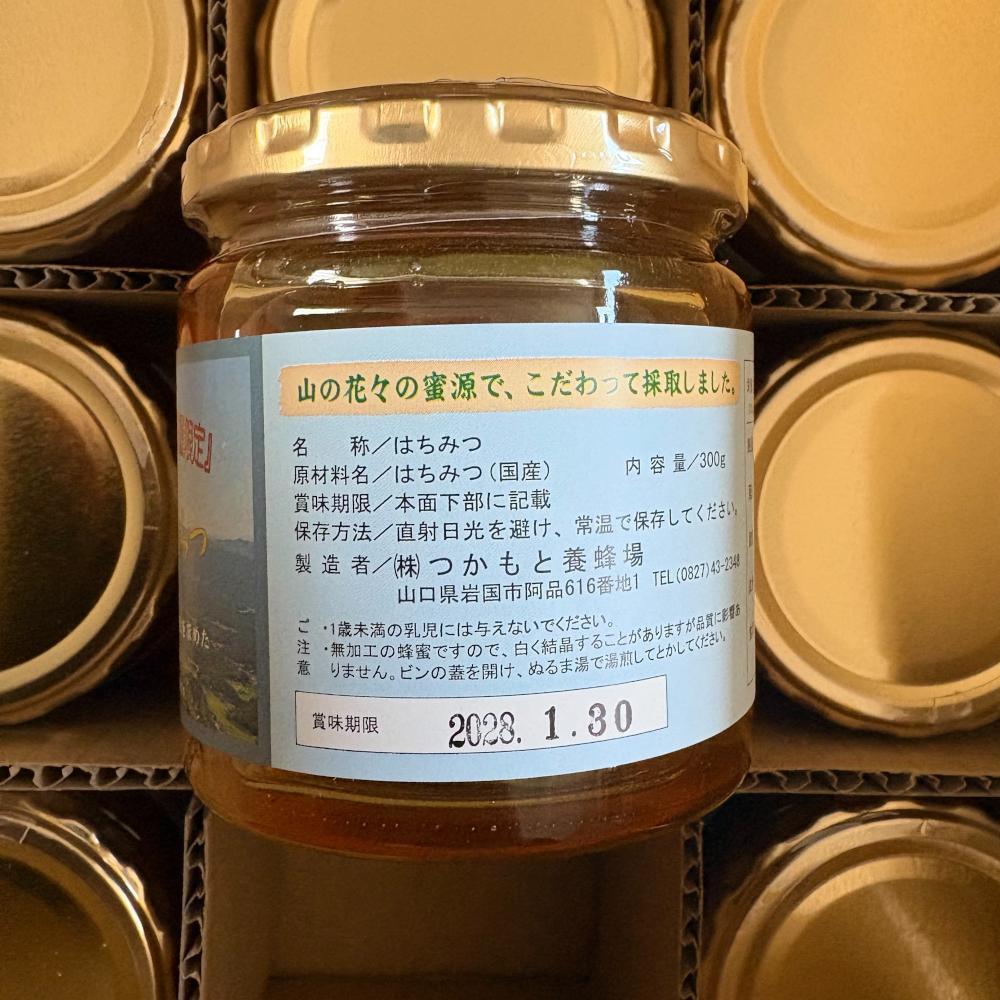 山の花々の蜜源で、こだわって採取しました。
名　　称／はちみつ
原材料名／はちみつ（国産）　　内 容 量／300g
賞味期限／本面下部に記載
保存方法／直射日光を避け、常温で保存してください。
製 造 者／㈱ つかもと養蜂場
山口県岩国市阿品616番地1　TEL(0827)43-2348
ご注意
・1歳未満の乳児には与えないでください。
・無加工の蜂蜜ですので、白く結晶することがありますが品質に影響あ
りません。ビンの蓋を開け、ぬるま湯で湯煎してとかしてください。
賞味期限　2028. 1.30
限定』
つ
を眺めた